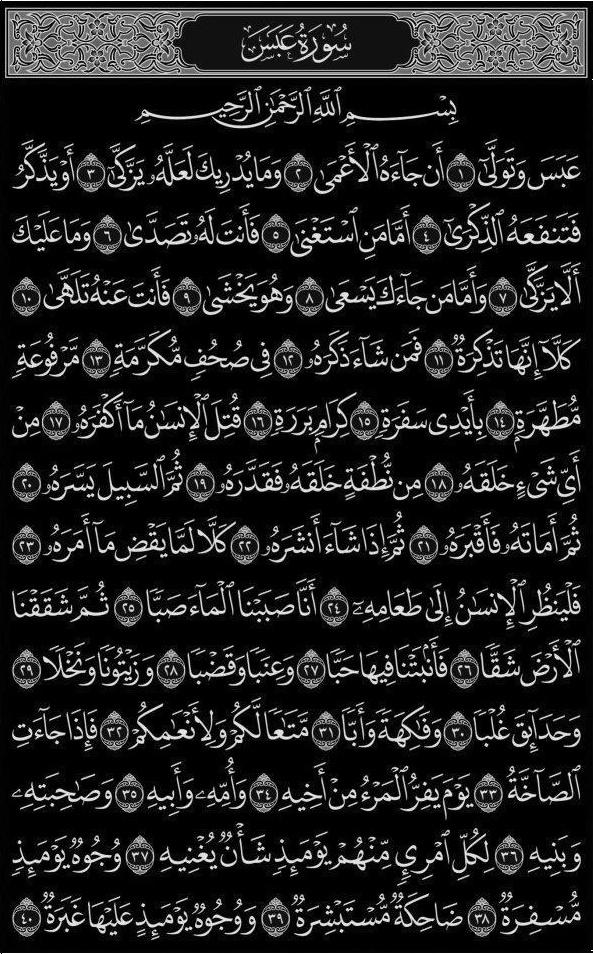 سُورَةُ عَبَسَ
بِسْمِ ٱللَّهِ ٱلرَّحْمَٰنِ ٱلرَّحِيمِ
عَبَسَ وَتَوَلَّىٰٓ ١ أَن جَآءَهُ ٱلْأَعْمَىٰ ٢ وَمَا يُدْرِيكَ لَعَلَّهُۥ يَزَّكَّىٰٓ ٣ أَوْ يَذَّكَّرُ
فَتَنفَعَهُ ٱلذِّكْرَىٰٓ ٤ أَمَّا مَنِ ٱسْتَغْنَىٰ ٥ فَأَنتَ لَهُۥ تَصَدَّىٰ ٦ وَمَا عَلَيْكَ
أَلَّا يَزَّكَّىٰ ٧ وَأَمَّا مَن جَآءَكَ يَسْعَىٰ ٨ وَهُوَ يَخْشَىٰ ٩ فَأَنتَ عَنْهُ تَلَهَّىٰ ١٠
كَلَّآ إِنَّهَا تَذْكِرَةٌ ١١ فَمَن شَآءَ ذَكَرَهُۥ ١٢ فِى صُحُفٍ مُّكَرَّمَةٍ ١٣ مَّرْفُوعَةٍ
مُّطَهَّرَةٍۭ ١٤ بِأَيْدِى سَفَرَةٍ ١٥ كِرَامٍۭ بَرَرَةٍ ١٦ قُتِلَ ٱلْإِنسَٰنُ مَآ أَكْفَرَهُۥ ١٧ مِنْ
أَىِّ شَىْءٍ خَلَقَهُۥ ١٨ مِن نُّطْفَةٍ خَلَقَهُۥ فَقَدَّرَهُۥ ١٩ ثُمَّ ٱلسَّبِيلَ يَسَّرَهُۥ ٢٠
ثُمَّ أَمَاتَهُۥ فَأَقْبَرَهُۥ ٢١ ثُمَّ إِذَا شَآءَ أَنشَرَهُۥ ٢٢ كَلَّا لَمَّا يَقْضِ مَآ أَمَرَهُۥ ٢٣
فَلْيَنظُرِ ٱلْإِنسَٰنُ إِلَىٰ طَعَامِهِۦٓ ٢٤ أَنَّا صَبَبْنَا ٱلْمَآءَ صَبًّا ٢٥ ثُمَّ شَقَقْنَا
ٱلْأَرْضَ شَقًّا ٢٦ فَأَنۢبَتْنَا فِيهَا حَبًّا ٢٧ وَعِنَبًا وَقَضْبًا ٢٨ وَزَيْتُونًا وَنَخْلًا ٢٩
وَحَدَآئِقَ غُلْبًا ٣٠ وَفَٰكِهَةً وَأَبًّا ٣١ مَّتَٰعًا لَّكُمْ وَلِأَنْعَٰمِكُمْ ٣٢ فَإِذَا جَآءَتِ
ٱلصَّآخَّةُ ٣٣ يَوْمَ يَفِرُّ ٱلْمَرْءُ مِنْ أَخِيهِ ٣٤ وَأُمِّهِۦ وَأَبِيهِ ٣٥ وَصَٰحِبَتِهِۦ
وَبَنِيهِ ٣٦ لِكُلِّ ٱمْرِئٍ مِّنْهُمْ يَوْمَئِذٍ شَأْنٌ يُغْنِيهِ ٣٧ وُجُوهٌ يَوْمَئِذٍ
مُّسْفِرَةٌ ٣٨ ضَاحِكَةٌ مُّسْتَبْشِرَةٌ ٣٩ وَوُجُوهٌ يَوْمَئِذٍ عَلَيْهَا غَبَرَةٌ ٤٠